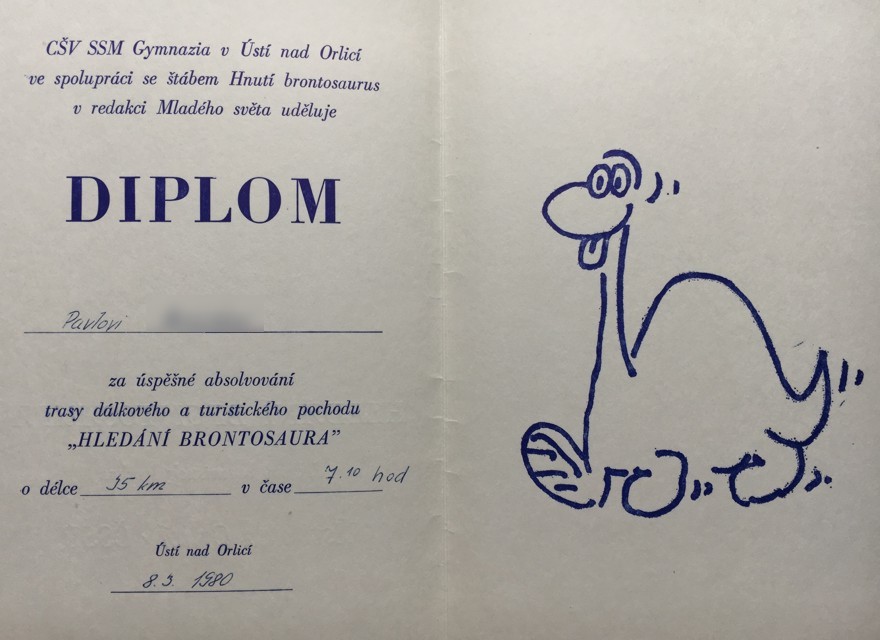 CŠV SSM Gymnazia v Ústí nad Orlicí
ve spolupráci se štábem Hnutí brontosaurus
v redakci Mladého světa uděluje
DIPLOM
Pavlovi
za úspěšné absolvování
trasy dálkového a turistického pochodu
„HLEDÁNÍ BRONTOSAURA”
o délce 35 km v čase 7.10 hod
Ústí nad Orlicí
8.3. 1980